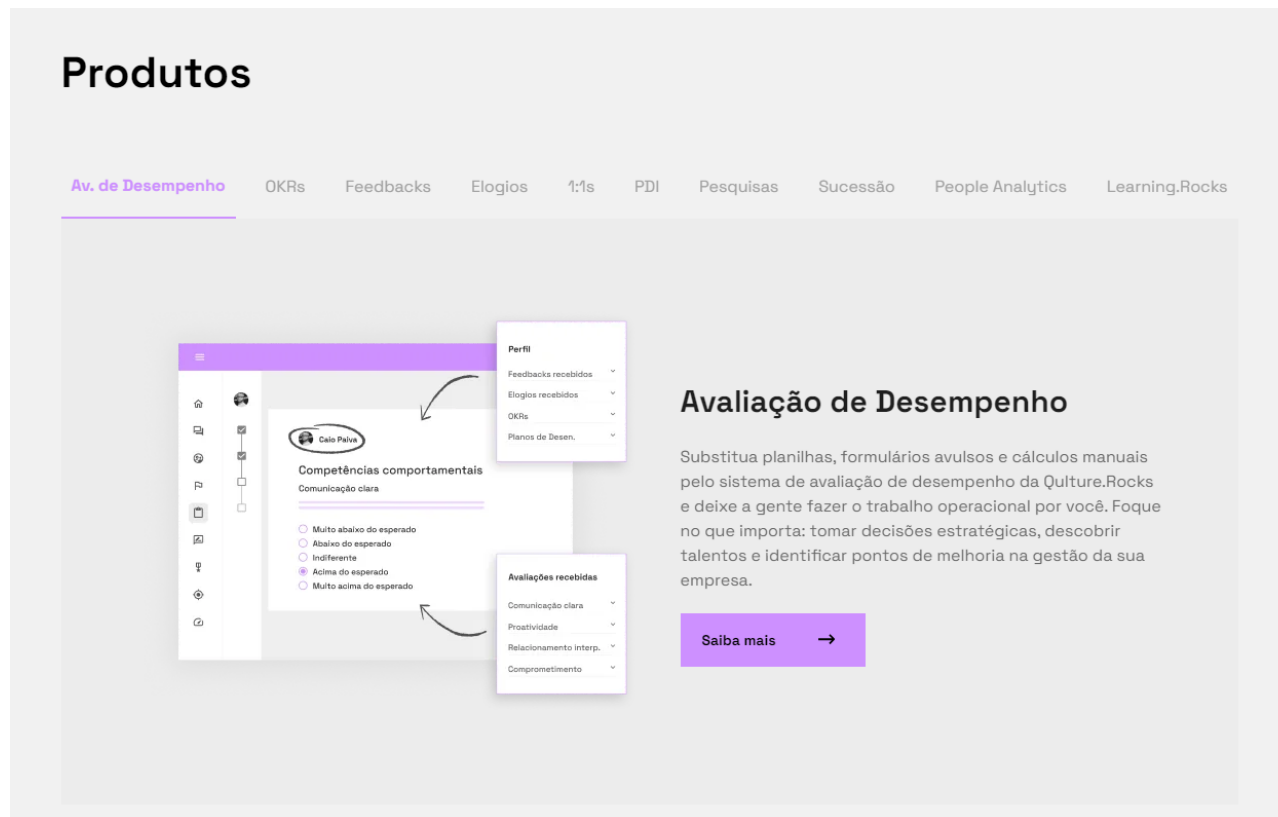 Produtos
Av. de Desempenho
OKRs
Feedbacks
Elogios
1:1s
PDI
Pesquisas
Sucessão
People Analytics
Learning.Rocks
Caio Paiva
Competências comportamentais
Comunicação clara
Muito abaixo do esperado
Abaixo do esperado
Indiferente
Acima do esperado
Muito acima do esperado
Perfil
Feedbacks recebidos
Elogios recebidos
OKRs
Planos de Desen.
Avaliações recebidas
Comunicação clara
Proatividade
Relacionamento interp.
Comprometimento
Avaliação de Desempenho
Substitua planilhas, formulários avulsos e cálculos manuais
pelo sistema de avaliação de desempenho da Qulture.Rocks
e deixe a gente fazer o trabalho operacional por você. Foque
no que importa: tomar decisões estratégicas, descobrir
talentos e identificar pontos de melhoria na gestão da sua
empresa.
Saiba mais